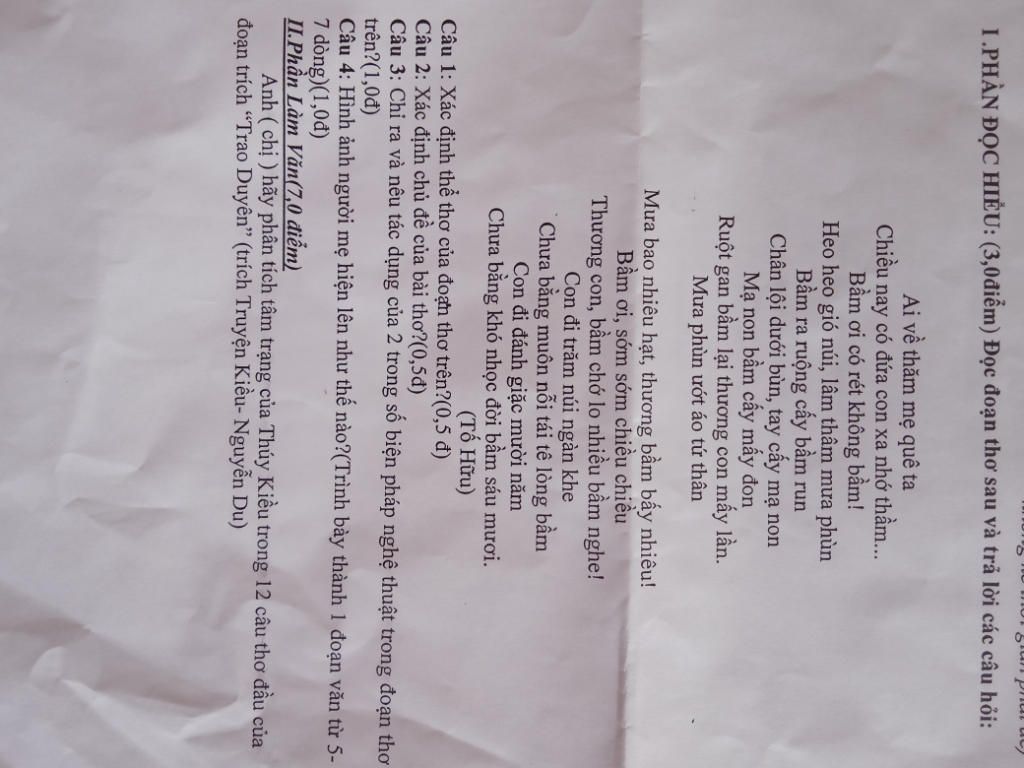 I .PHẦN ĐỌC HIỂU: (3,0điểm) Đọc đoạn thơ sau và trả lời các câu hỏi:
Ai về thăm mẹ quê ta
Chiều nay có đứa con xa nhớ thầm…
Bầm ơi có rét không bầm!
Heo heo gió núi, lâm thâm mưa phùn
Bầm ra ruộng cấy bầm run
Chân lội dưới bùn, tay cấy mạ non
Mạ non bầm cấy mấy đon
Ruột gan bầm lại thương con mấy lần.
Mưa phùn ướt áo tứ thân
Mưa bao nhiêu hạt, thương bầm bấy nhiêu!
Bầm ơi, sớm sớm chiều chiều
Thương con, bầm chớ lo nhiều bầm nghe!
Con đi trăm núi ngàn khe
Chưa bằng muôn nỗi tái tê lòng bầm
Con đi đánh giặc mười năm
Chưa bằng khó nhọc đời bầm sáu mươi.
(Tố Hữu)
Câu 1: Xác định thể thơ của đoạn thơ trên?(0,5 đ)
Câu 2: Xác định chủ đề của bài thơ?(0,5đ)
Câu 3: Chỉ ra và nêu tác dụng của 2 trong số biện pháp nghệ thuật trong đoạn thơ
trên?(1,0đ)
Câu 4: Hình ảnh người mẹ hiện lên như thế nào?(Trình bày thành 1 đoạn văn từ 5-
7 dòng)(1,0đ)
II.Phần Làm Văn(7,0 điểm)
Anh ( chị ) hãy phân tích tâm trạng của Thúy Kiều trong 12 câu thơ đầu của
đoạn trích “Trao Duyên” (trích Truyện Kiều- Nguyễn Du)